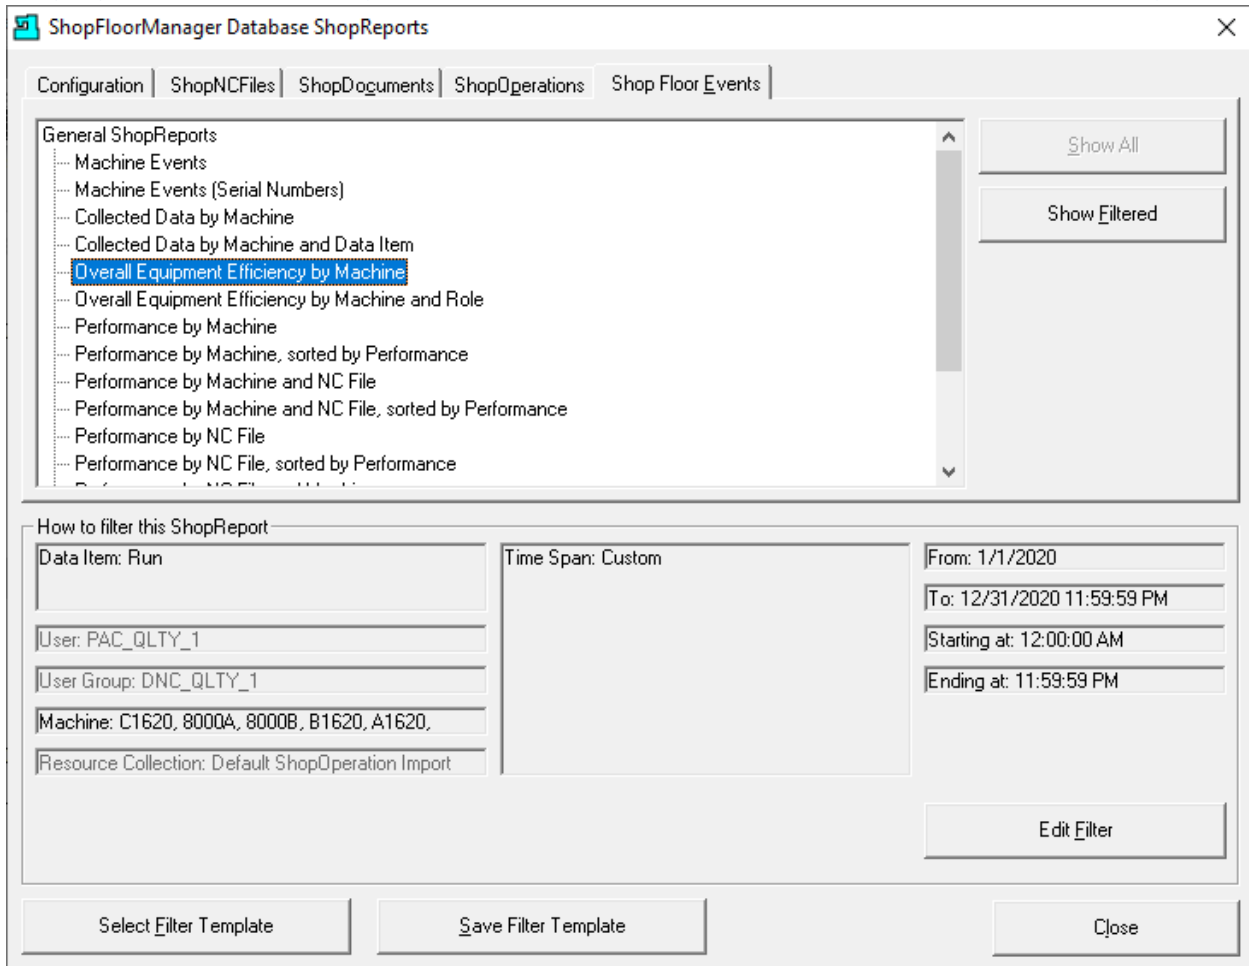 ShopFloorManager Database ShopReports
Configuration
ShopNCFiles
ShopDocuments
ShopOperations
Shop Floor Events
General ShopReports
Machine Events
Machine Events (Serial Numbers)
Collected Data by Machine
Collected Data by Machine and Data Item
Overall Equipment Efficiency by Machine
Overall Equipment Efficiency by Machine and Role
Performance by Machine
Performance by Machine, sorted by Performance
Performance by Machine and NC File
Performance by Machine and NC File, sorted by Performance
Performance by NC File
Performance by NC File, sorted by Performance
Show All
Show Filtered
How to filter this ShopReport
Data Item: Run
User: PAC_QLTY_1
User Group: DNC_QLTY_1
Machine: C1620, 8000A, 8000B, B1620, A1620,
Resource Collection: Default ShopOperation Import
Time Span: Custom
From: 1/1/2020
To: 12/31/2020 11:59:59 PM
Starting at: 12:00:00 AM
Ending at: 11:59:59 PM
Edit Filter
Select Filter Template
Save Filter Template
Close